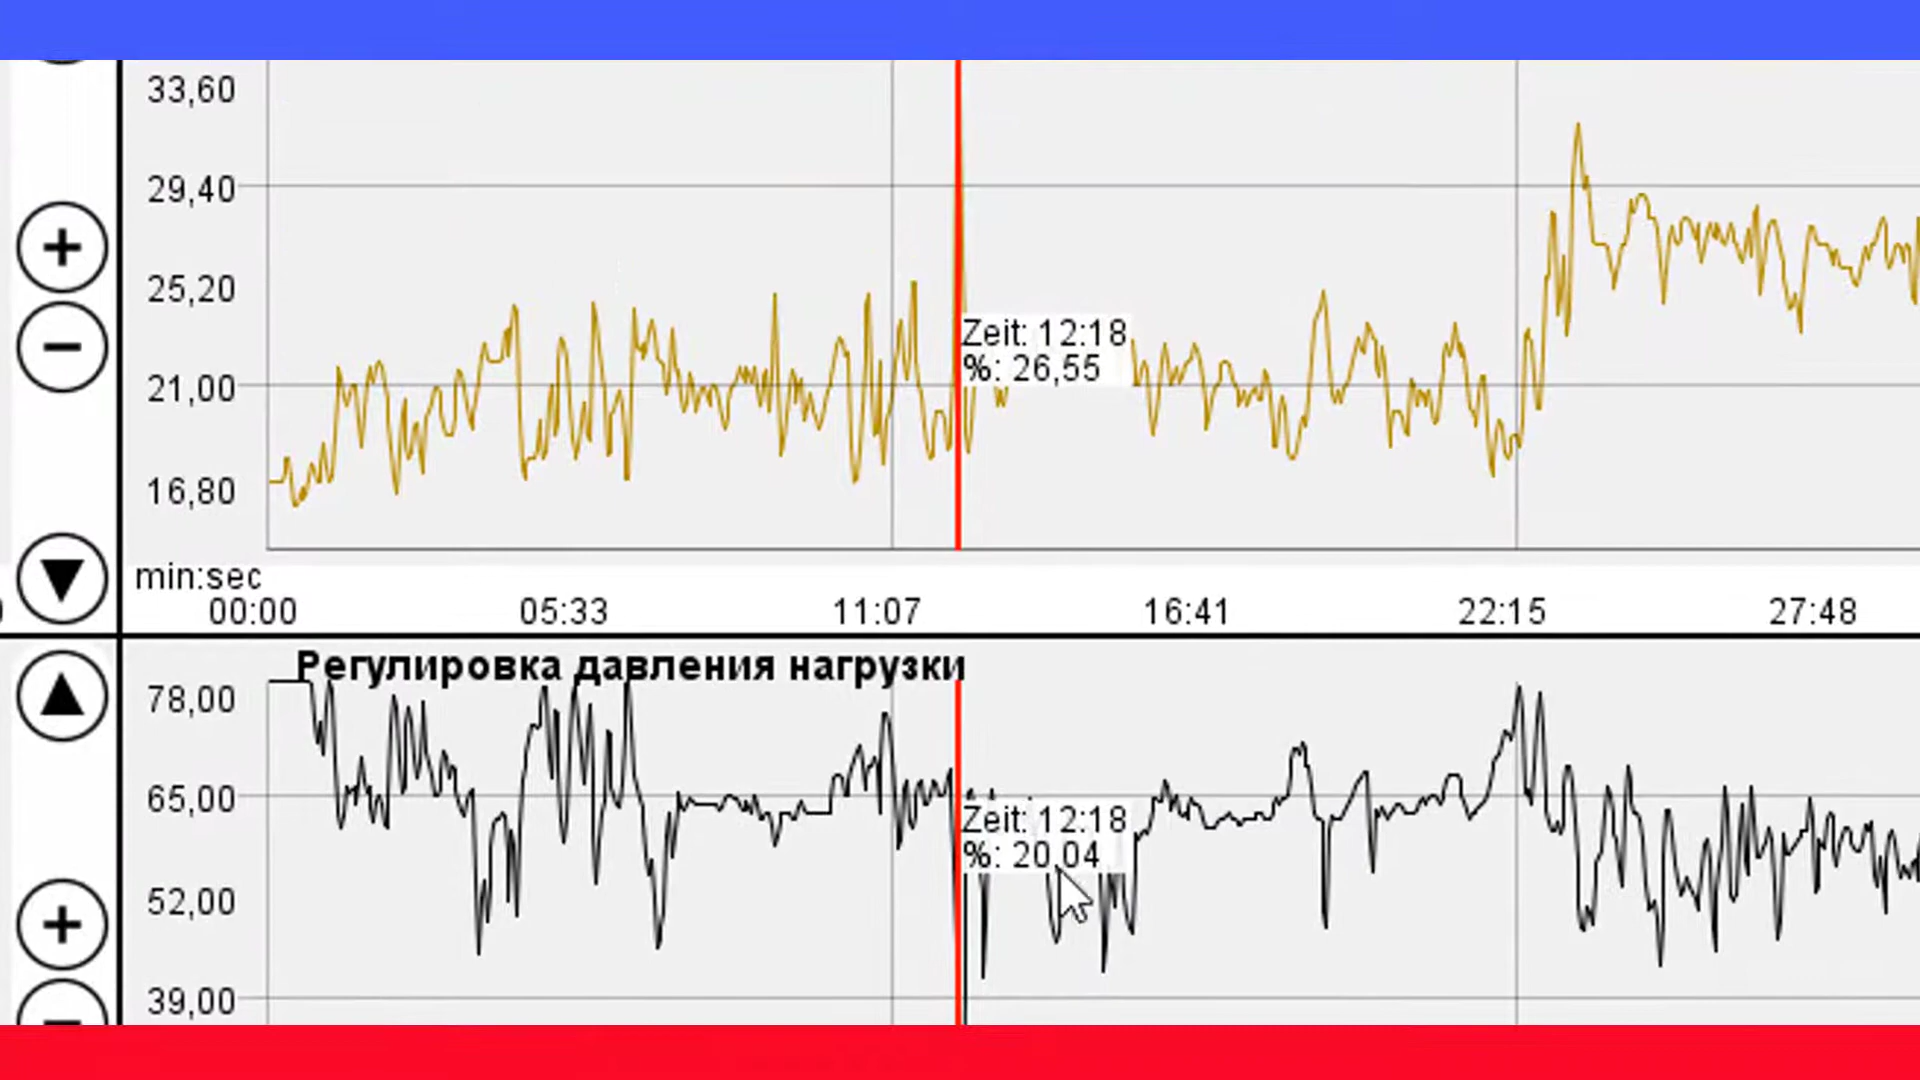 33,60
29,40
25,20
21,00
16,80
Zeit: 12:18
%: 26,55
min:sec
00:00 05:33 11:07 16:41 22:15 27:48
Регулировка давления нагрузки
78,00
65,00
52,00
39,00
Zeit: 12:18
%: 20,04